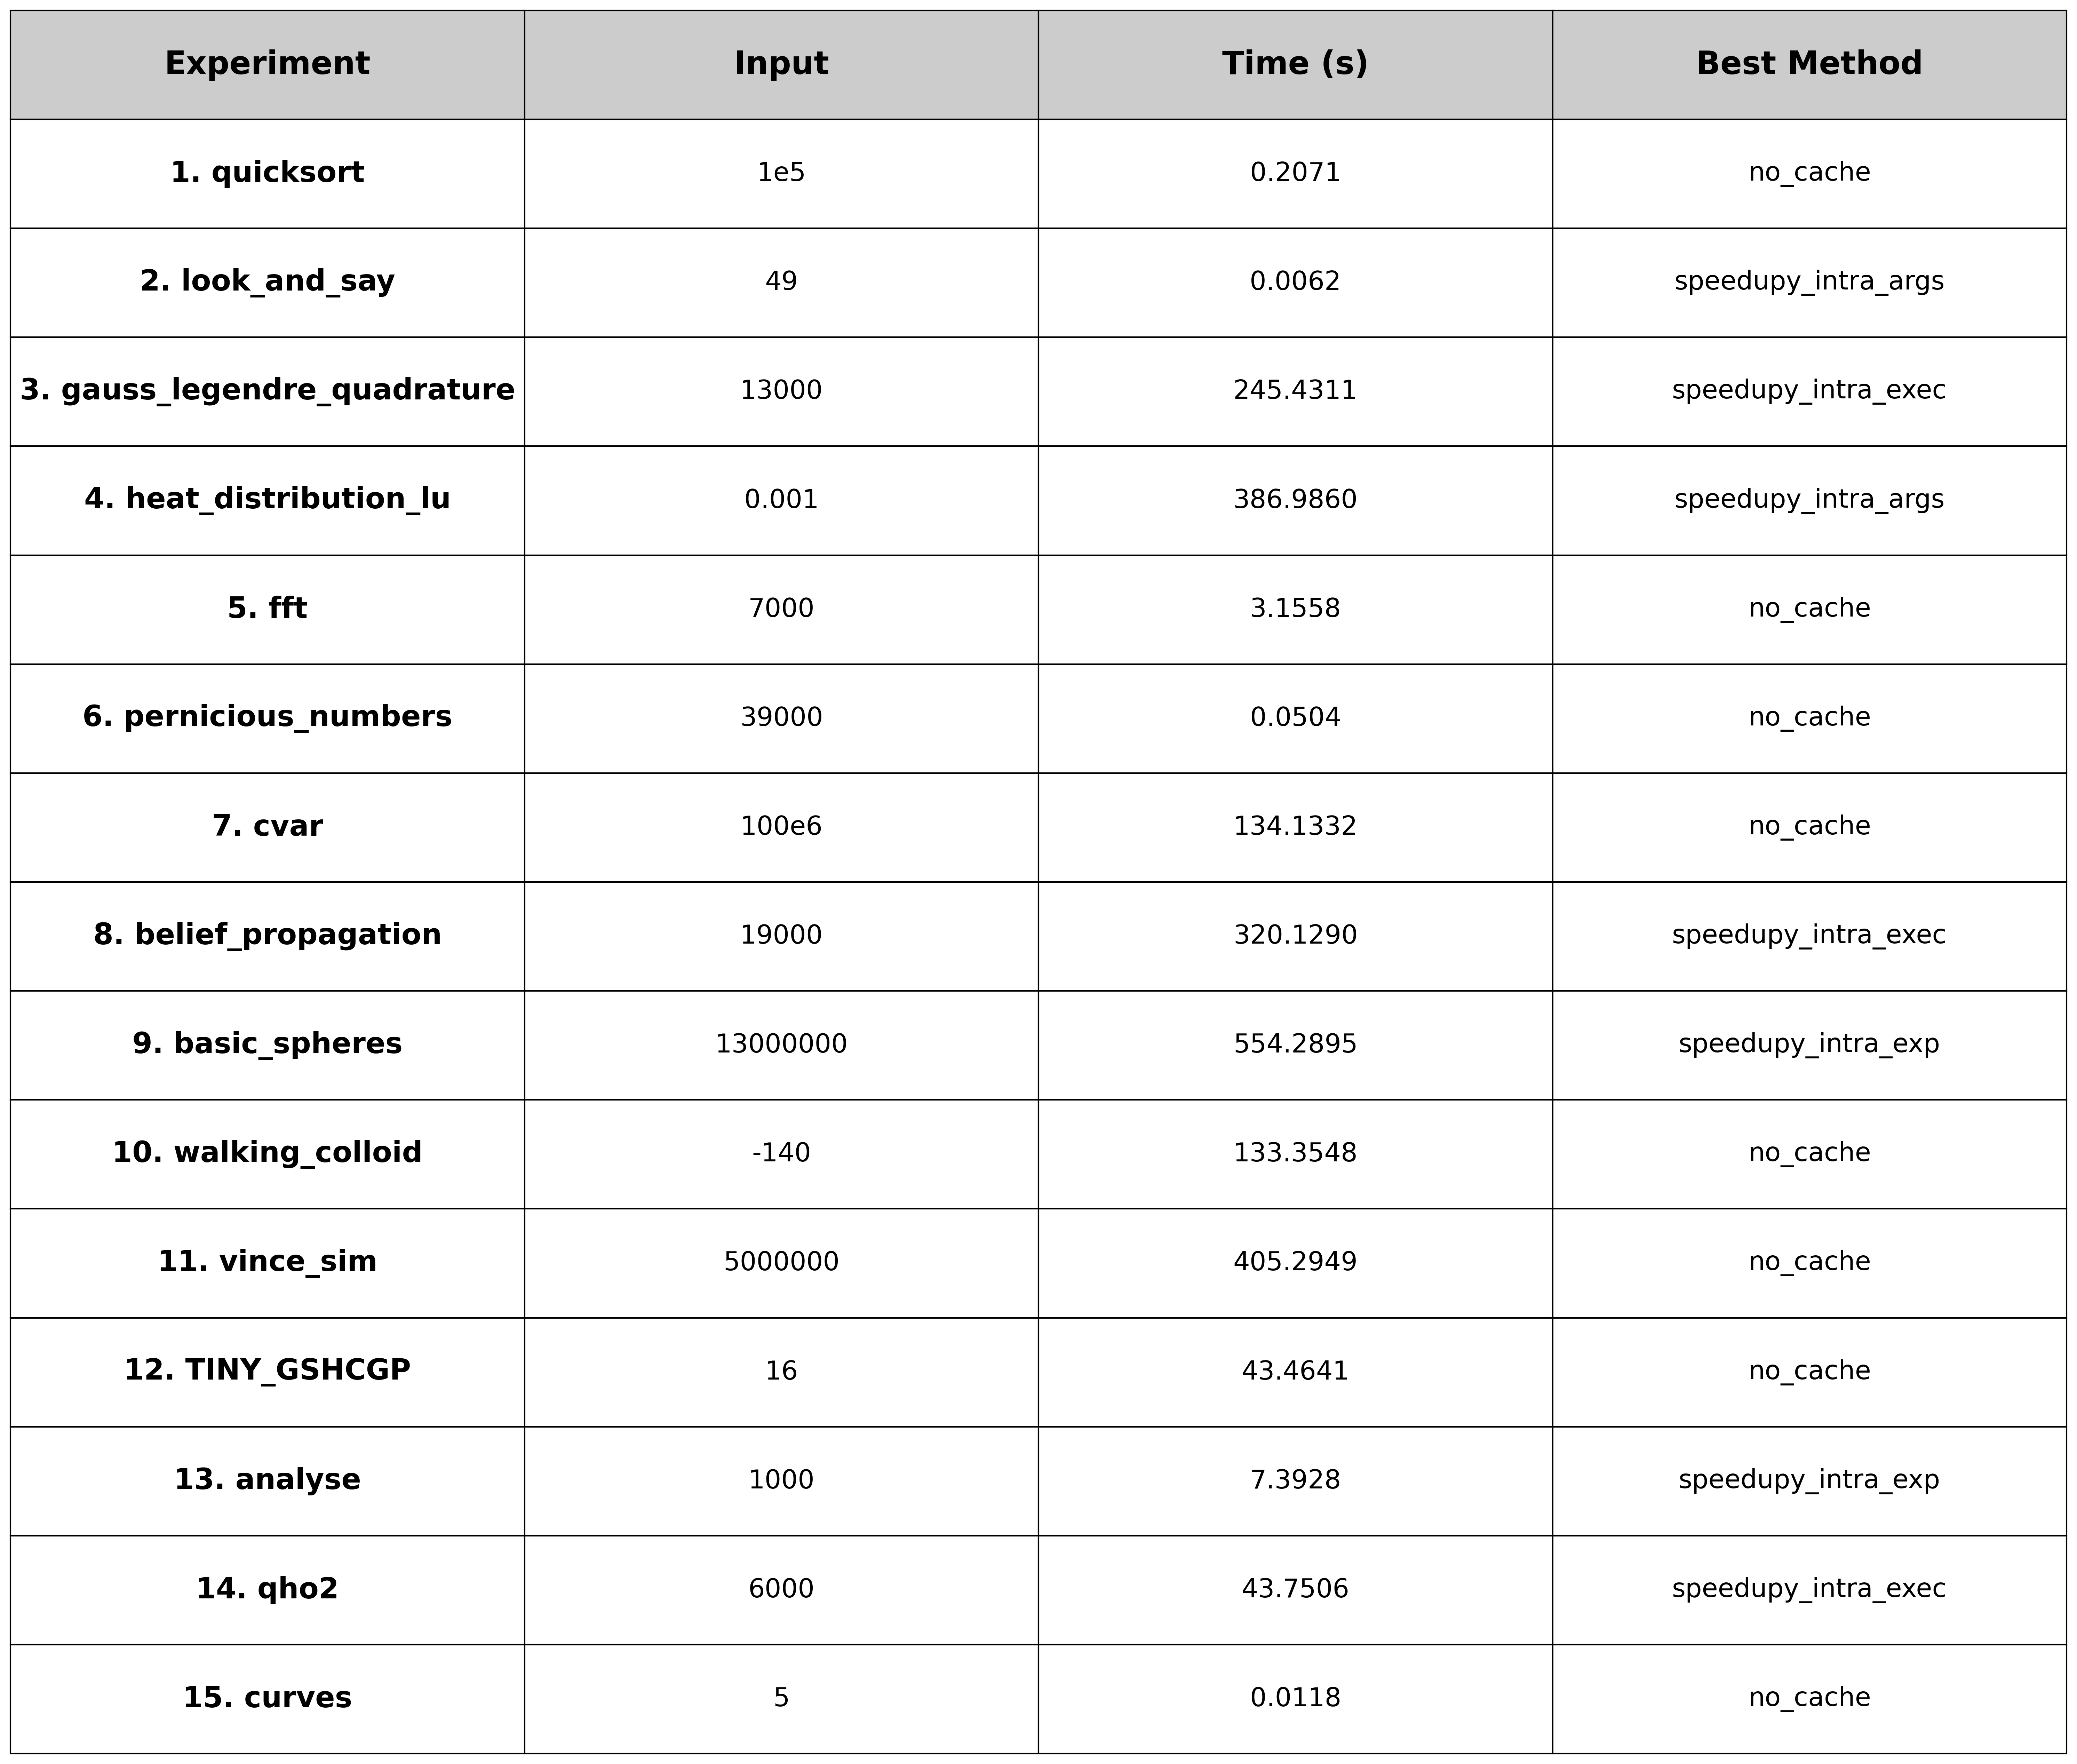 Experiment Input Time (s) Best Method
1. quicksort 1e5 0.2071 no_cache
2. look_and_say 49 0.0062 speedupy_intra_args
3. gauss_legendre_quadrature 13000 245.4311 speedupy_intra_exec
4. heat_distribution_lu 0.001 386.9860 speedupy_intra_args
5. fft 7000 3.1558 no_cache
6. pernicious_numbers 39000 0.0504 no_cache
7. cvar 100e6 134.1332 no_cache
8. belief_propagation 19000 320.1290 speedupy_intra_exec
9. basic_spheres 13000000 554.2895 speedupy_intra_exp
10. walking_colloid -140 133.3548 no_cache
11. vince_sim 5000000 405.2949 no_cache
12. TINY_GSHCGP 16 43.4641 no_cache
13. analyse 1000 7.3928 speedupy_intra_exp
14. qho2 6000 43.7506 speedupy_intra_exec
15. curves 5 0.0118 no_cache